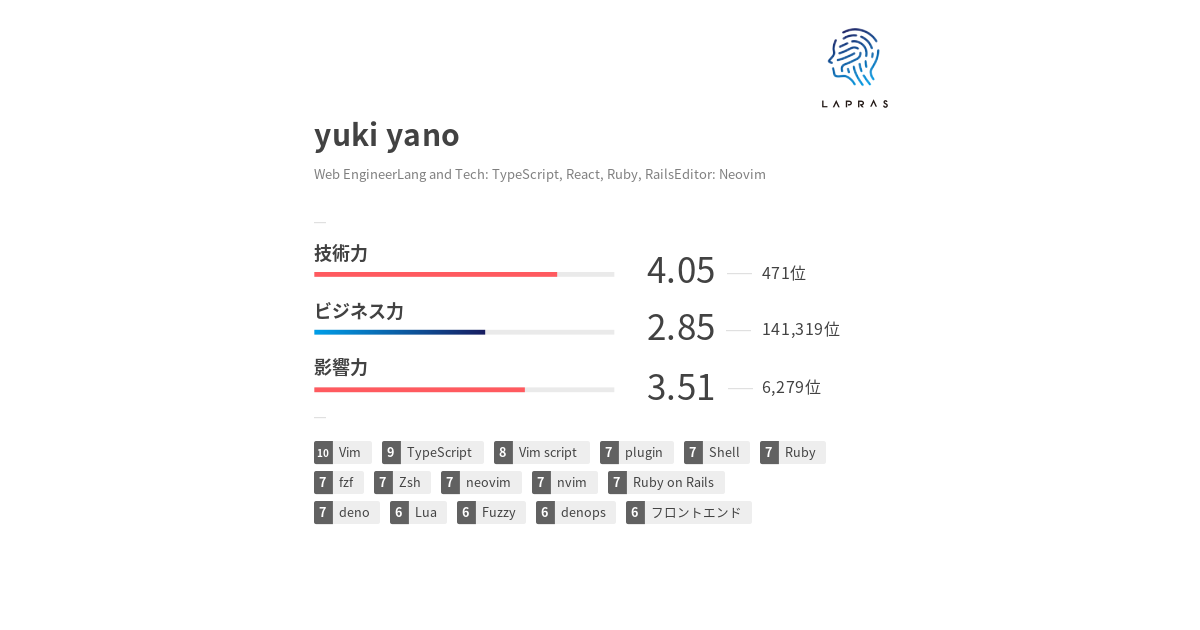 LAPRAS
yuki yano
Web EngineerLang and Tech: TypeScript, React, Ruby, RailsEditor: Neovim
技術力 4.05 471位
ビジネス力 2.85 141,319位
影響力 3.51 6,279位
10 Vim 9 TypeScript 8 Vim script 7 plugin 7 Shell 7 Ruby
7 fzf 7 Zsh 7 neovim 7 nvim 7 Ruby on Rails
7 deno 6 Lua 6 Fuzzy 6 denops 6 フロントエンド